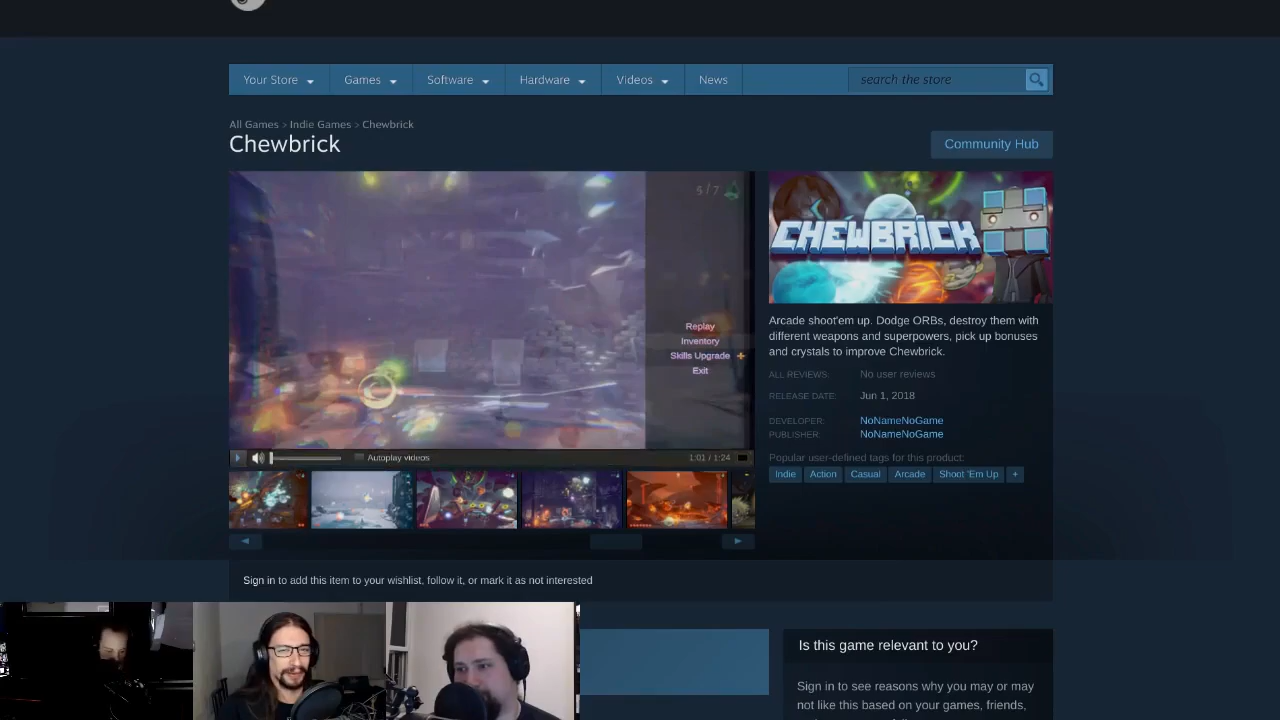 Your Store
Games
Software
Hardware
Videos
News
search the store
All Games > Indie Games > Chewbrick
Chewbrick
Community Hub
5/7
Replay
Inventory
Skills Upgrade +
Exit
Autoplay videos
1:01 / 1:24
CHEWBRICK
Arcade shoot'em up. Dodge ORBs, destroy them with
different weapons and superpowers, pick up bonuses
and crystals to improve Chewbrick.
ALL REVIEWS: No user reviews
RELEASE DATE: Jun 1, 2018
DEVELOPER: NoNameNoGame
PUBLISHER: NoNameNoGame
Popular user-defined tags for this product:
Indie Action Casual Arcade Shoot 'Em Up +
Sign in to add this item to your wishlist, follow it, or mark it as not interested
Is this game relevant to you?
Sign in to see reasons why you may or may
not like this based on your games, friends,